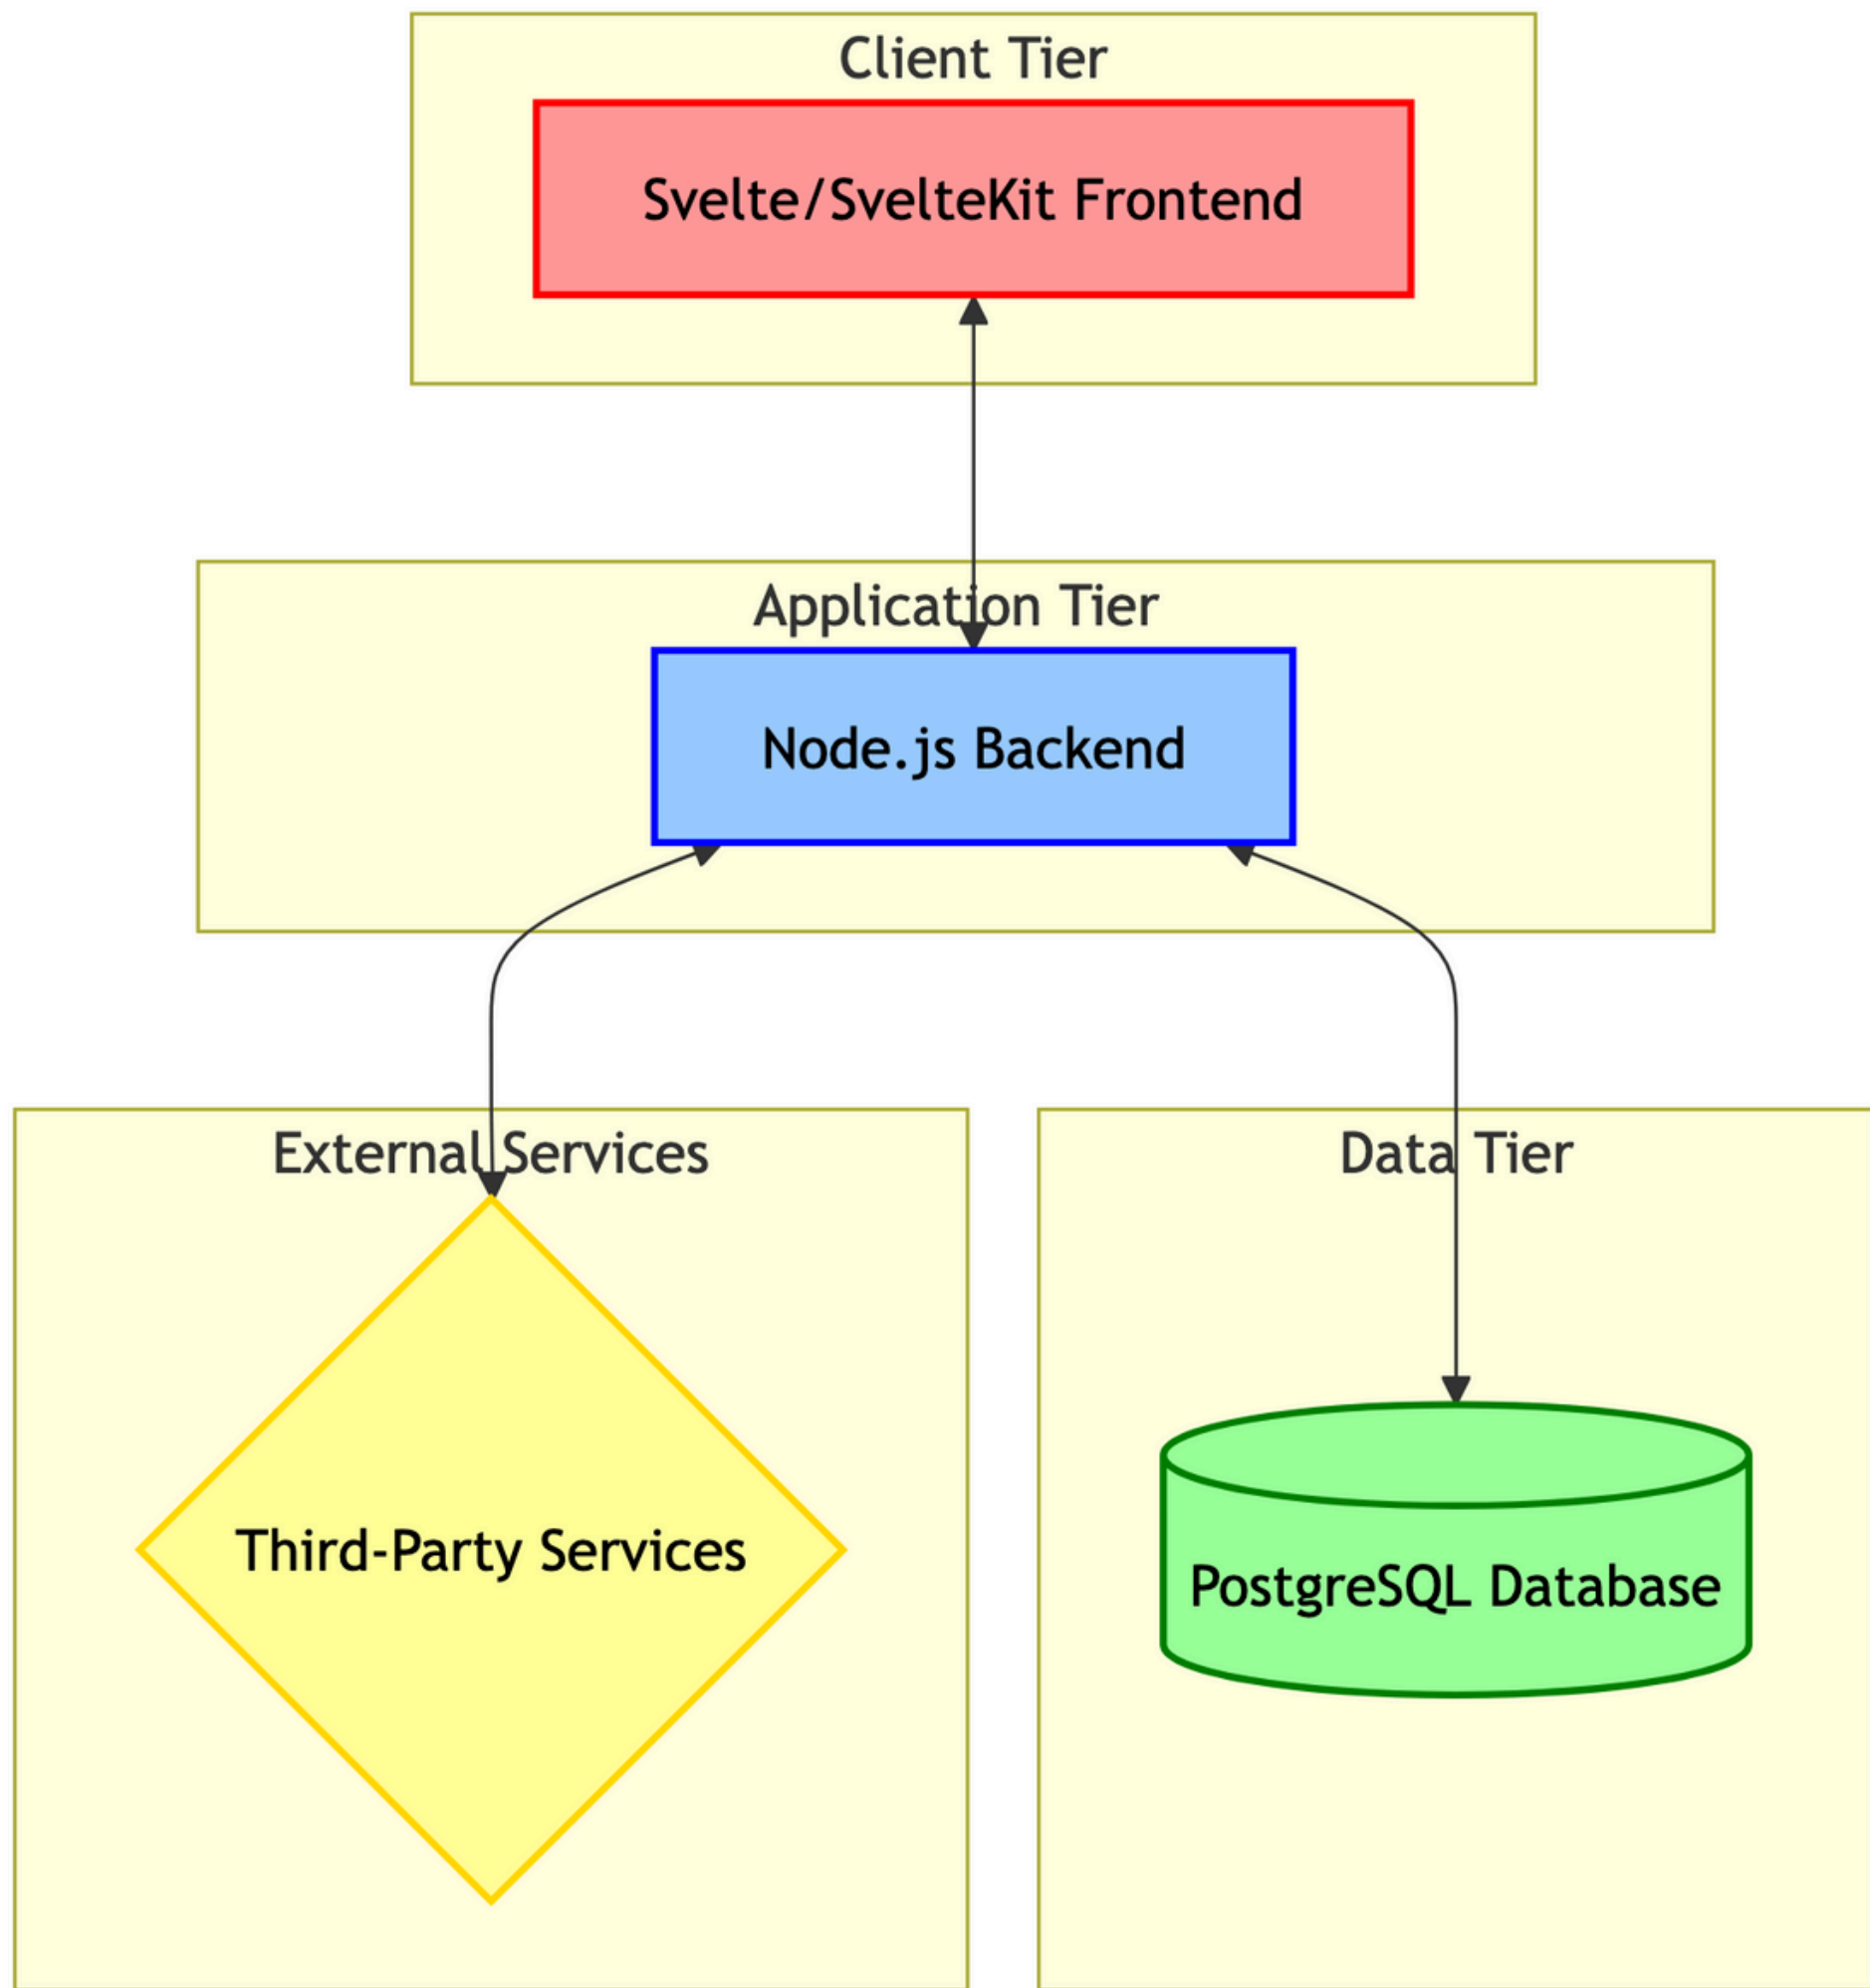 Client Tier
Svelte/SvelteKit Frontend
Application Tier
Node.js Backend
External Services
Data Tier
Third-Party Services
PostgreSQL Database